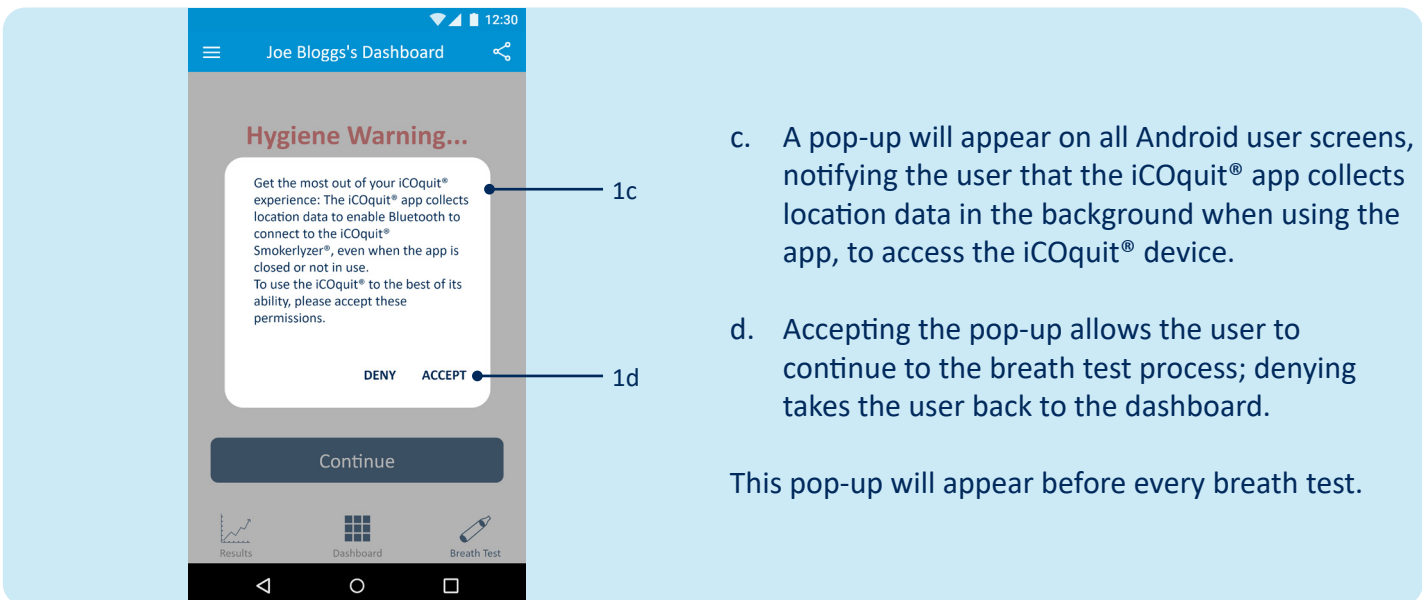 12:30
Joe Bloggs's Dashboard
Hygiene Warning...
Get the most out of your iCOquit®
experience: The iCOquit® app collects
location data to enable Bluetooth to
connect to the iCOquit®
Smokerlyzer®, even when the app is
closed or not in use.
To use the iCOquit® to the best of its
ability, please accept these
permissions.
DENY ACCEPT
1c
1d
Continue
Results Dashboard Breath Test
c. A pop-up will appear on all Android user screens,
notifying the user that the iCOquit® app collects
location data in the background when using the
app, to access the iCOquit® device.
d. Accepting the pop-up allows the user to
continue to the breath test process; denying
takes the user back to the dashboard.
This pop-up will appear before every breath test.